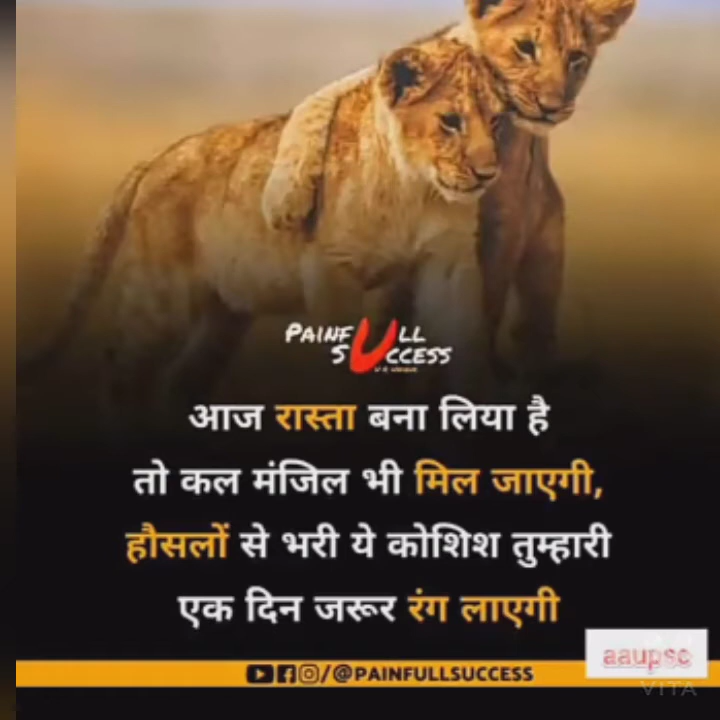 PAINFULL
SUCCESS
आज रास्ता बना लिया है
तो कल मंजिल भी मिल जाएगी,
हौसलों से भरी ये कोशिश तुम्हारी
एक दिन जरूर रंग लाएगी
aaupsc
/@PAINFULLSUCCESS
VITA